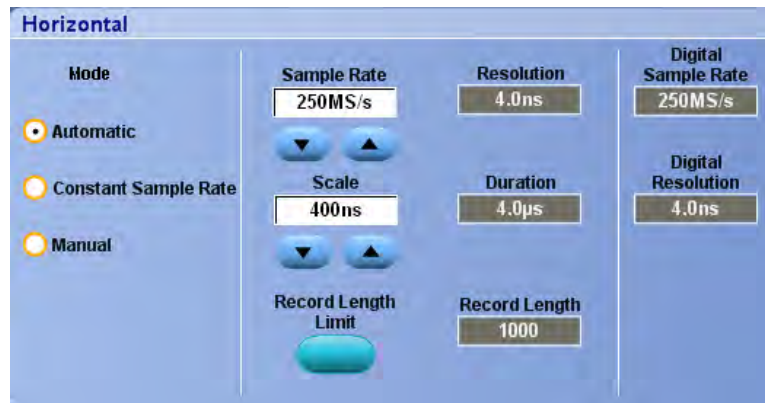 Horizontal
Mode
Automatic
Constant Sample Rate
Manual
Sample Rate
250MS/s
Scale
400ns
Record Length
Limit
Resolution
4.0ns
Duration
4.0µs
Record Length
1000
Digital
Sample Rate
250MS/s
Digital
Resolution
4.0ns